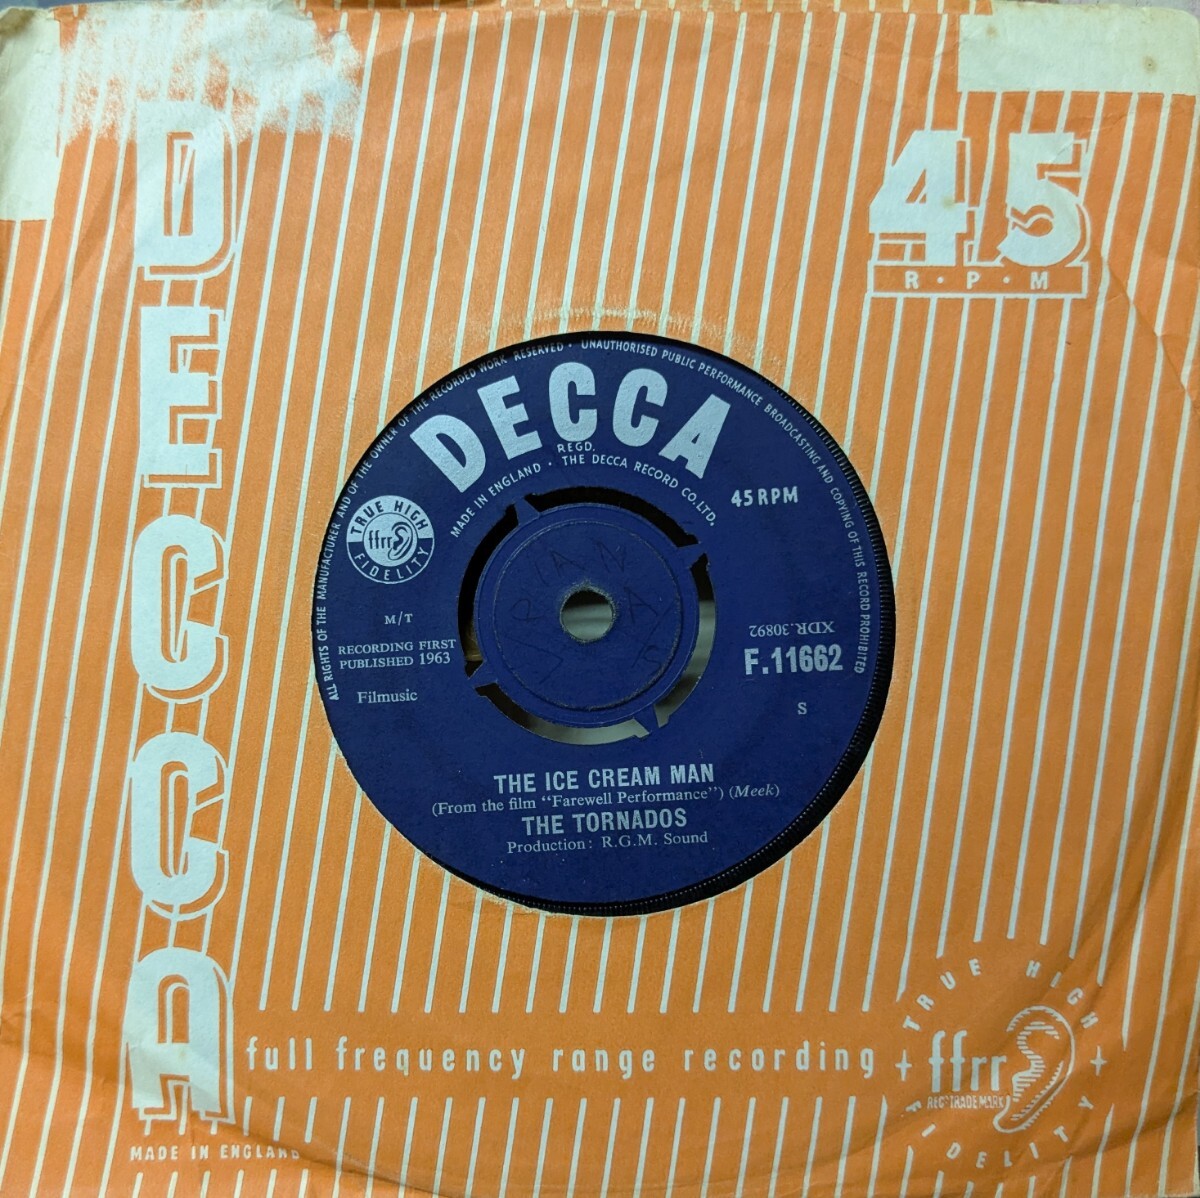 DECCA
45
R·P·M
ALL RIGHTS OF THE MANUFACTURER AND OF THE OWNER OF THE RECORDED WORK RESERVED · UNAUTHORISED PUBLIC PERFORMANCE BROADCASTING AND COPYING OF THIS RECORD PROHIBITED
DECCA
REGD.
MADE IN ENGLAND · THE DECCA RECORD CO. LTD.
45 RPM
TRUE HIGH
ffrr
FIDELITY
M/T
RECORDING FIRST
PUBLISHED 1963
Filmusic
XDR.30892
F.11662
S
THE ICE CREAM MAN
(From the film "Farewell Performance") (Meek)
THE TORNADOS
Production: R.G.M. Sound
full frequency range recording
TRUE HIGH
+ ffrr +
REG? TRADE MARK
FIDELITY
MADE IN ENGLAND